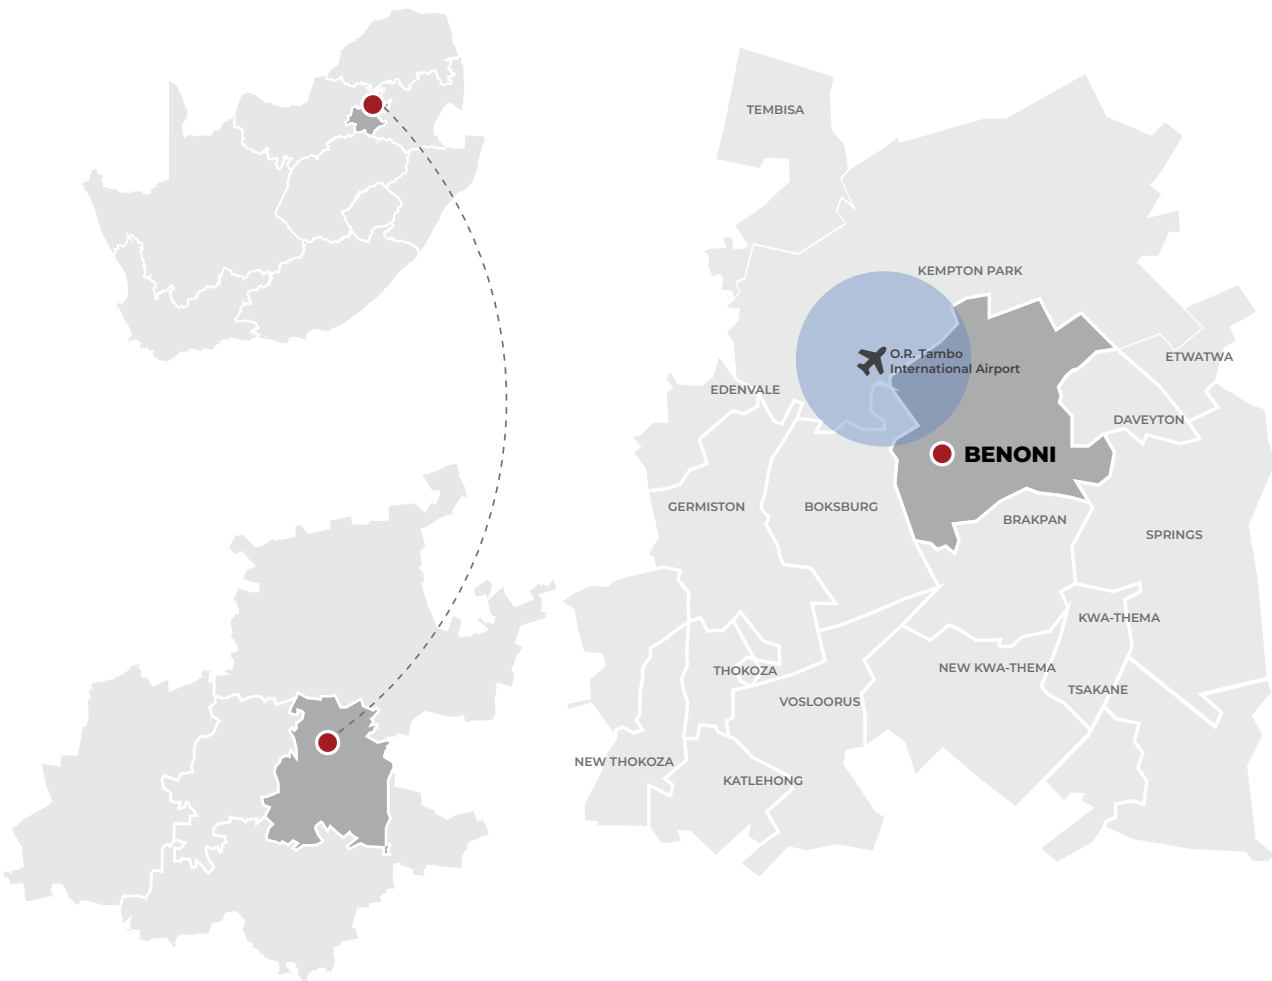 TEMBISA
KEMPTON PARK
O.R. Tambo
International Airport
ETWATWA
EDENVALE
DAVEYTON
BENONI
GERMISTON
BOKSBURG
BRAKPAN
SPRINGS
KWA-THEMA
NEW KWA-THEMA
THOKOZA
TSAKANE
VOSLOORUS
NEW THOKOZA
KATLEHONG